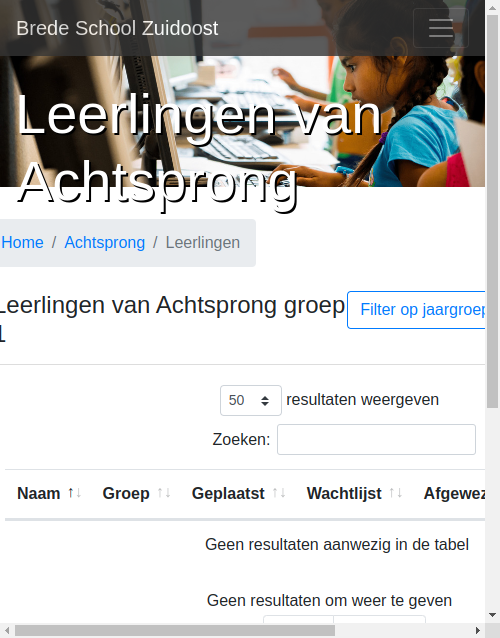 Brede School Zuidoost
Leerlingen van
Achtsprong
Home / Achtsprong / Leerlingen
Leerlingen van Achtsprong groep
1
Filter op jaargroep
50 resultaten weergeven
Zoeken:
Naam ↑↓ Groep ↑↓ Geplaatst ↑↓ Wachtlijst ↑↓ Afgewez
Geen resultaten aanwezig in de tabel
Geen resultaten om weer te geven